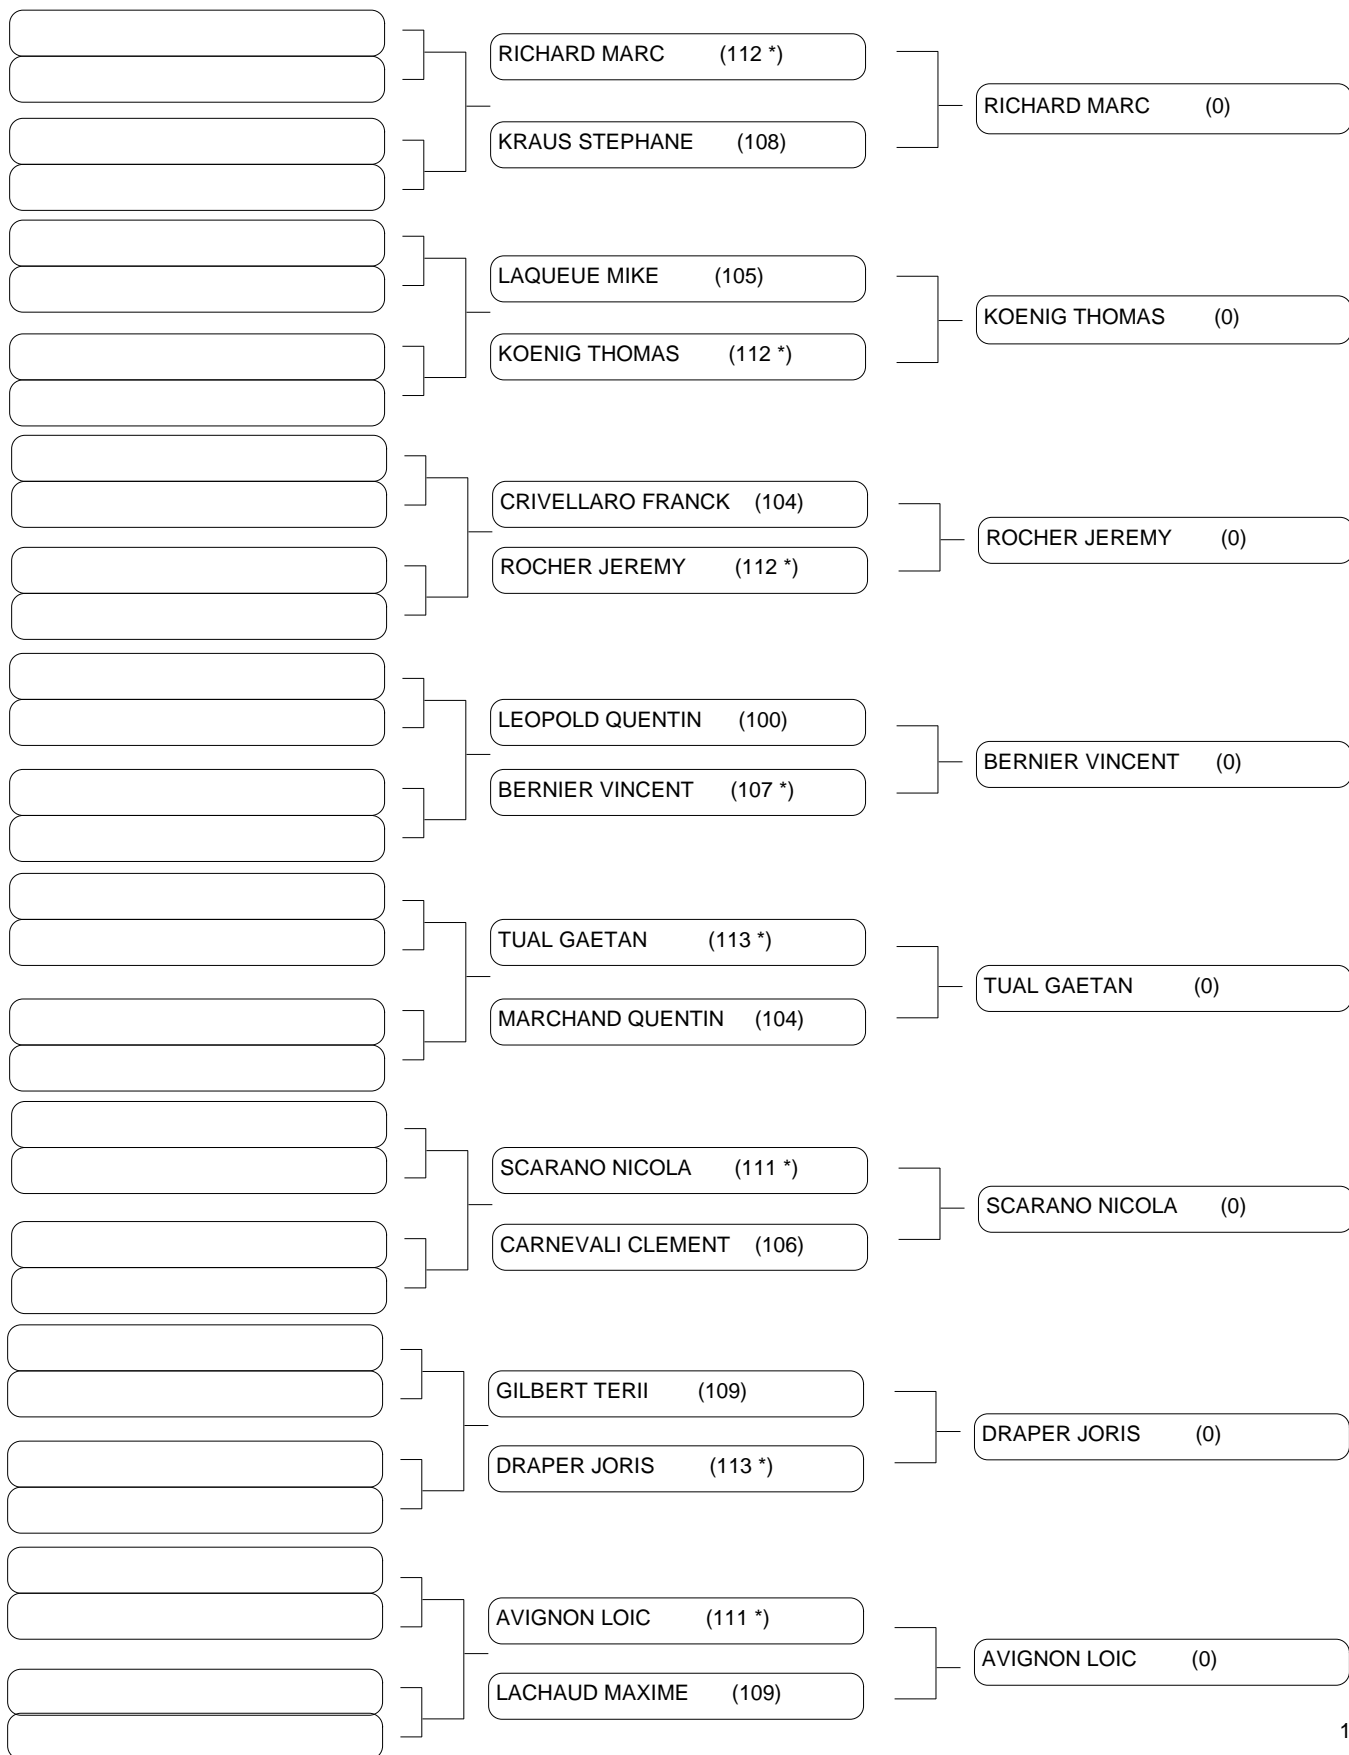 RICHARD MARC (112 *)
KRAUS STEPHANE (108)
RICHARD MARC (0)
LAQUEUE MIKE (105)
KOENIG THOMAS (112 *)
KOENIG THOMAS (0)
CRIVELLARO FRANCK (104)
ROCHER JEREMY (112 *)
ROCHER JEREMY (0)
LEOPOLD QUENTIN (100)
BERNIER VINCENT (107 *)
BERNIER VINCENT (0)
TUAL GAETAN (113 *)
MARCHAND QUENTIN (104)
TUAL GAETAN (0)
SCARANO NICOLA (111 *)
CARNEVALI CLEMENT (106)
SCARANO NICOLA (0)
GILBERT TERII (109)
DRAPER JORIS (113 *)
DRAPER JORIS (0)
AVIGNON LOIC (111 *)
LACHAUD MAXIME (109)
AVIGNON LOIC (0)
1